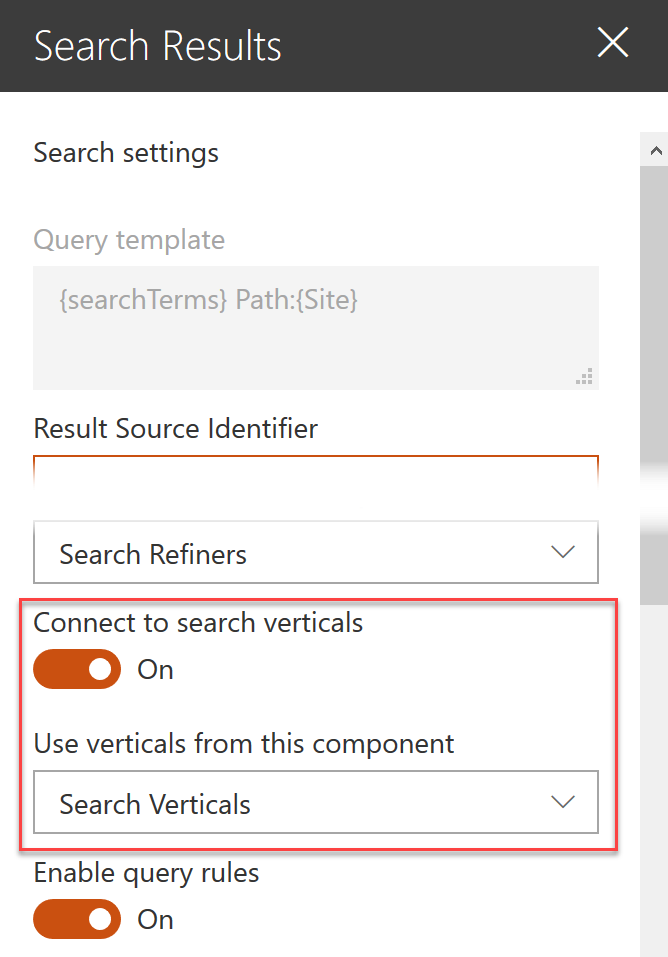 Search Results
Search settings
Query template
{searchTerms} Path:{Site}
Result Source Identifier
Search Refiners
Connect to search verticals
On
Use verticals from this component
Search Verticals
Enable query rules
On